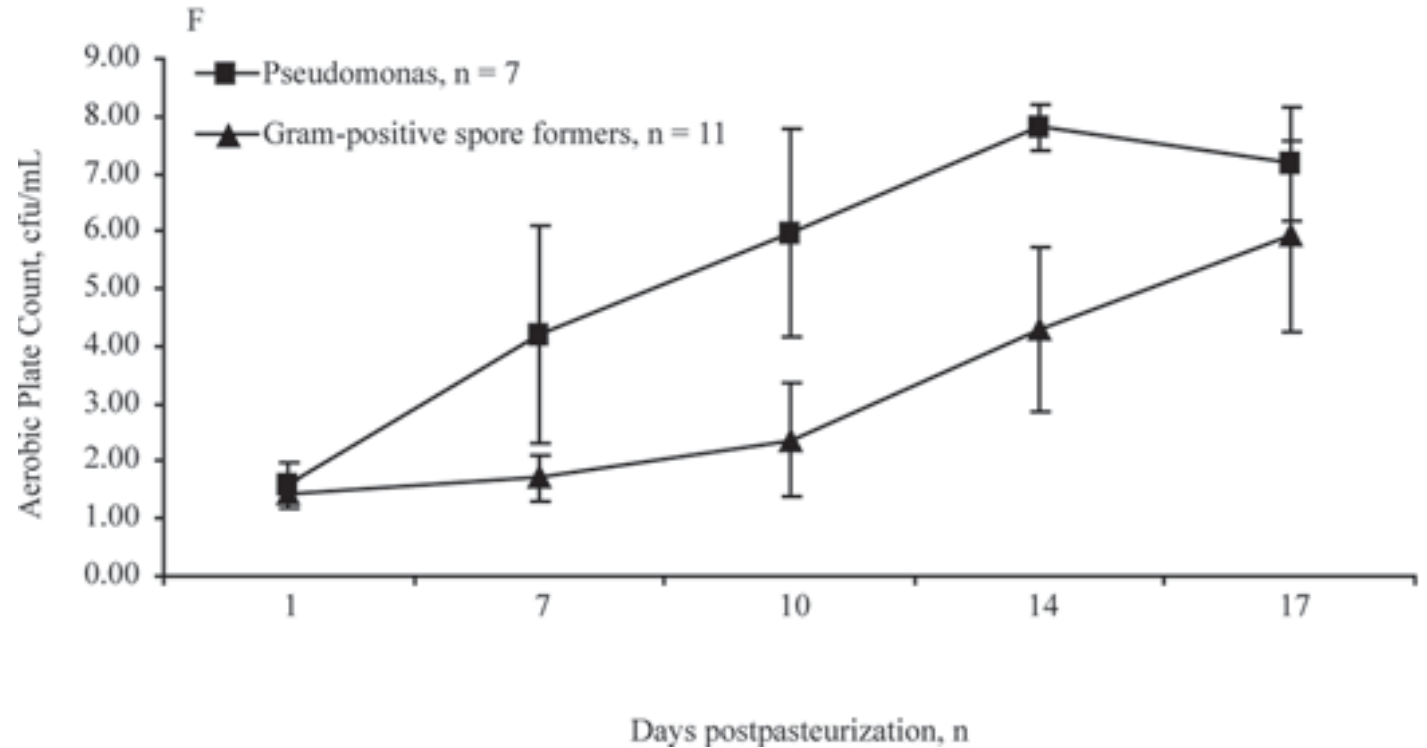 F
9.00
8.00
7.00
6.00
5.00
4.00
3.00
2.00
1.00
0.00
Aerobic Plate Count, cfu/mL
Pseudomonas, n = 7
Gram-positive spore formers, n = 11
1 7 10 14 17
Days postpasteurization, n